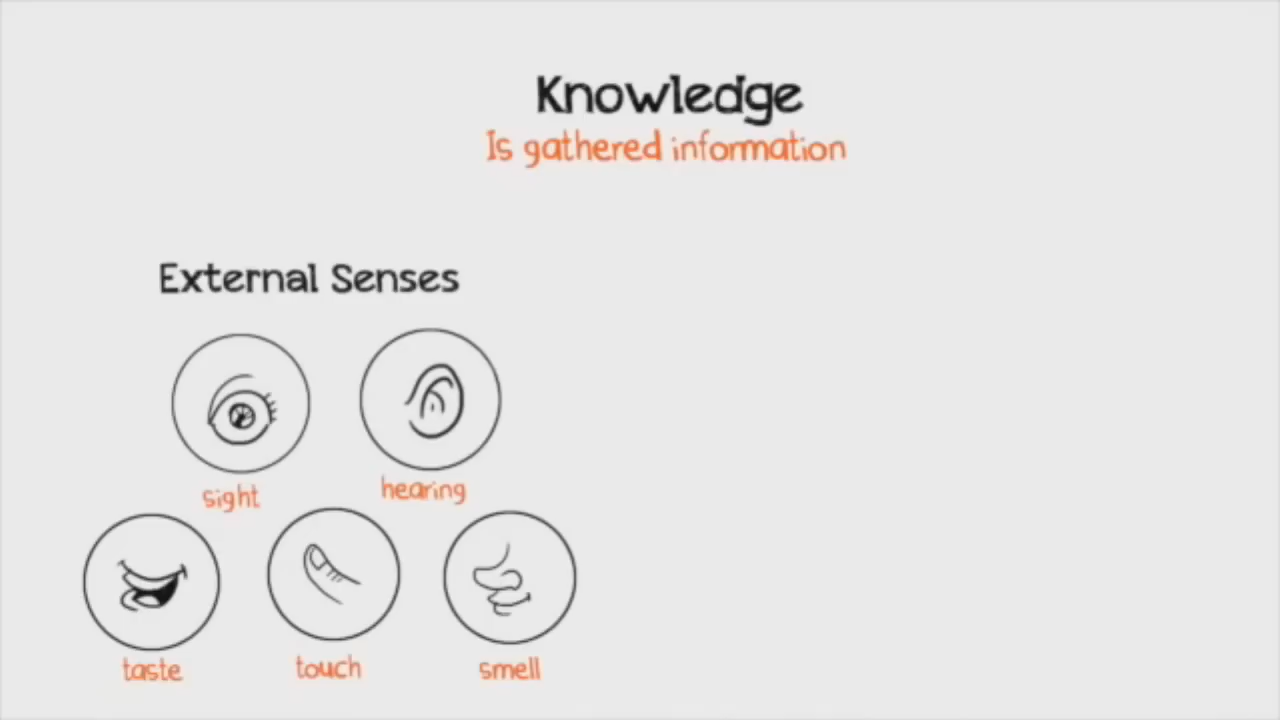 Knowledge
Is gathered information
External Senses
sight
hearing
taste
touch
smell